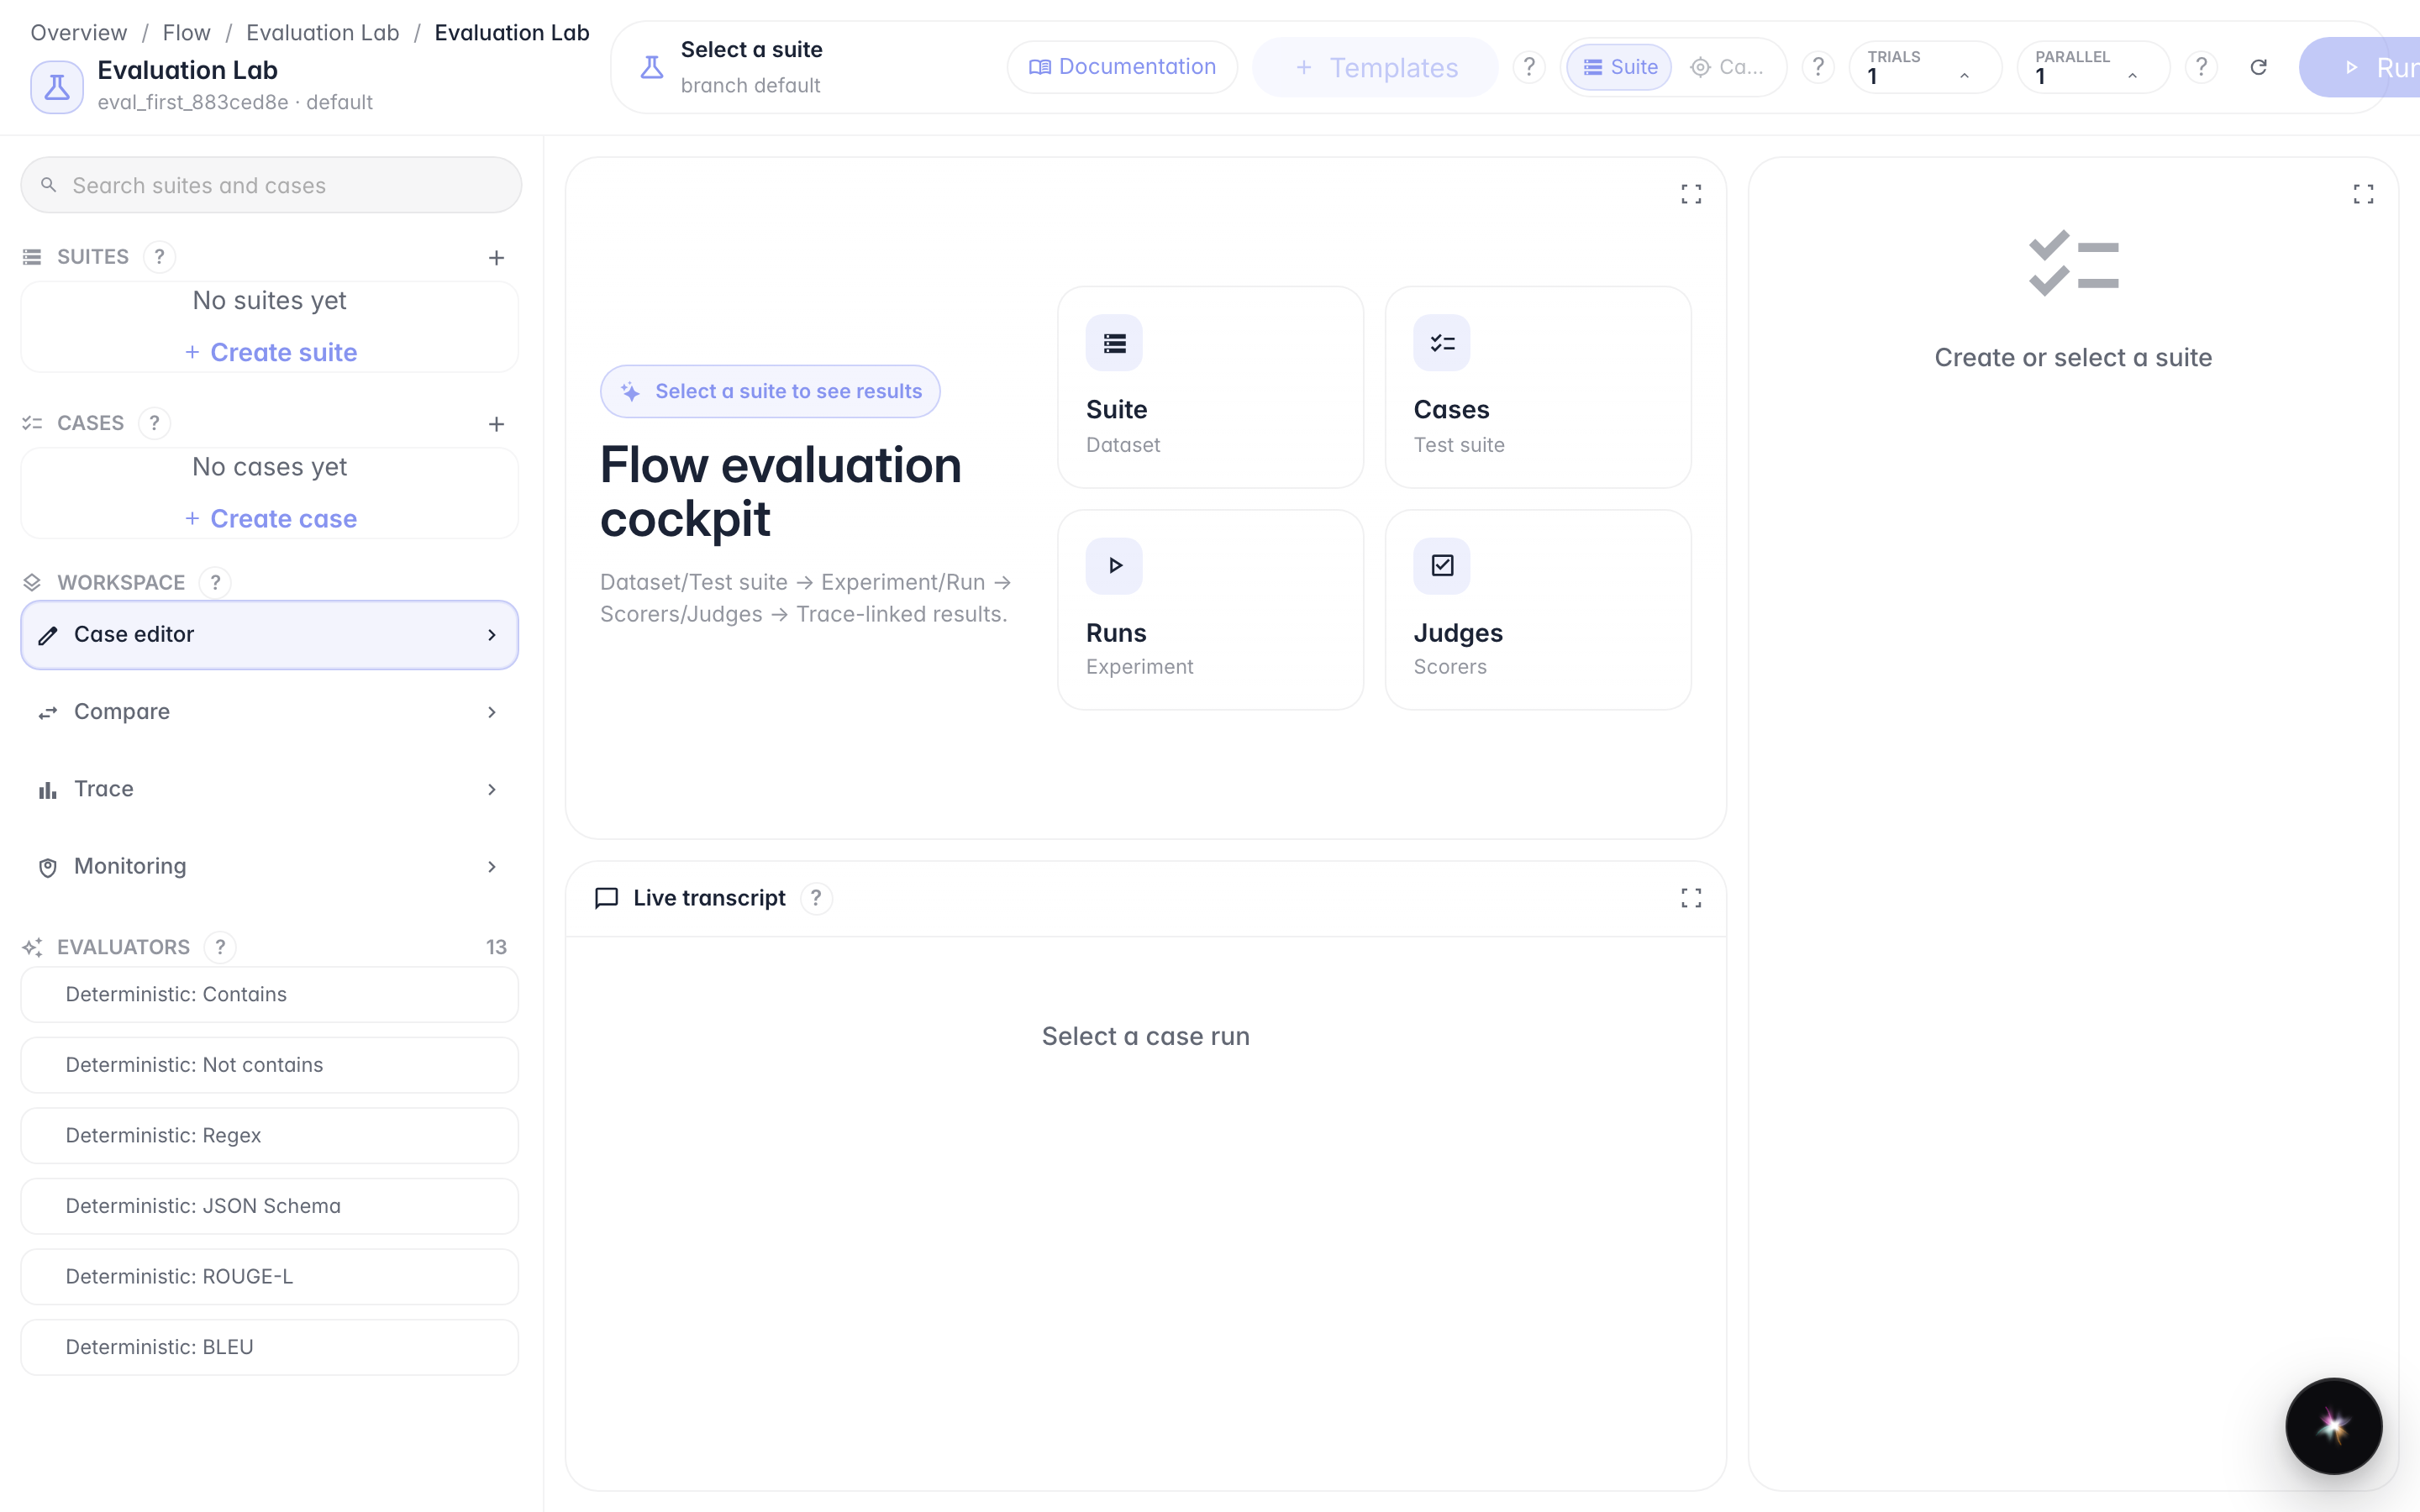 Overview / Flow / Evaluation Lab / Evaluation Lab
Evaluation Lab
eval_first_883ced8e · default
Select a suite
branch default
Documentation
+ Templates
?
Suite
Ca...
?
TRIALS
1
PARALLEL
1
?
Run
Search suites and cases
SUITES ?
No suites yet
+ Create suite
CASES ?
No cases yet
+ Create case
WORKSPACE ?
Case editor
Compare
Trace
Monitoring
EVALUATORS ? 13
Deterministic: Contains
Deterministic: Not contains
Deterministic: Regex
Deterministic: JSON Schema
Deterministic: ROUGE-L
Deterministic: BLEU
Select a suite to see results
Flow evaluation
cockpit
Dataset/Test suite → Experiment/Run →
Scorers/Judges → Trace-linked results.
Suite
Dataset
Cases
Test suite
Runs
Experiment
Judges
Scorers
Live transcript ?
Select a case run
Create or select a suite